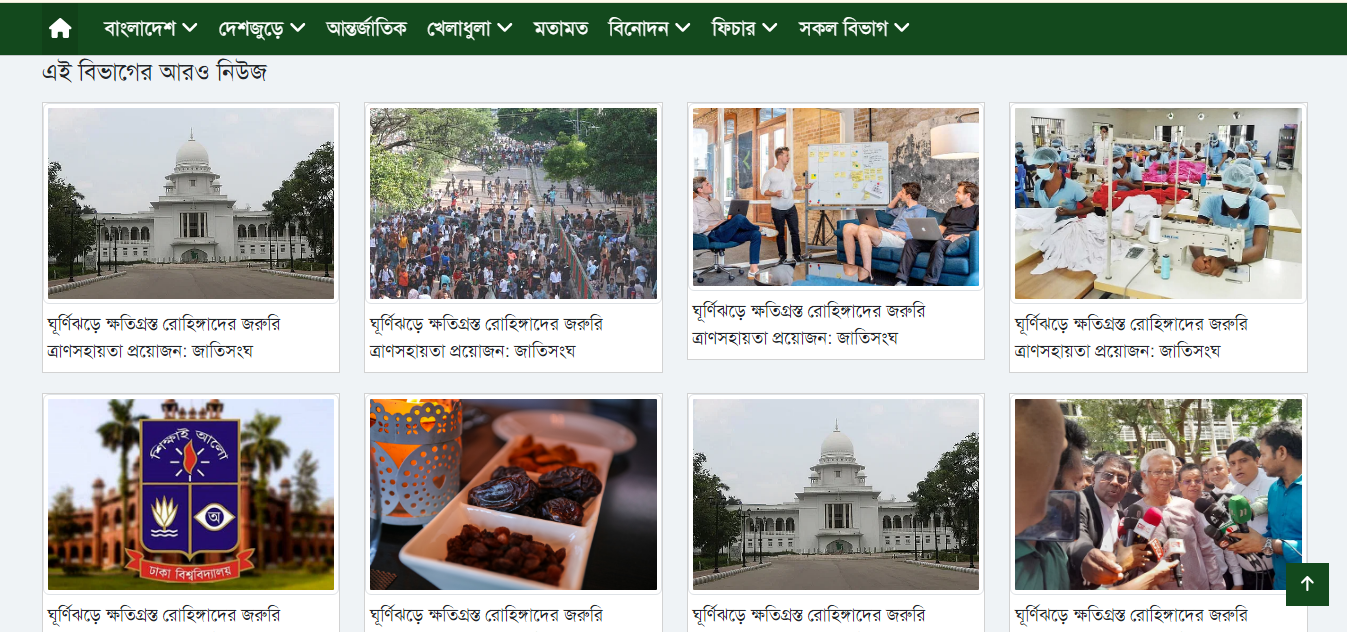 বাংলাদেশ দেশজুড়ে আন্তর্জাতিক খেলাধুলা মতামত বিনোদন ফিচার সকল বিভাগ
এই বিভাগের আরও নিউজ
ঘূর্ণিঝড়ে ক্ষতিগ্রস্ত রোহিঙ্গাদের জরুরি
ত্রাণসহায়তা প্রয়োজন: জাতিসংঘ
ঘূর্ণিঝড়ে ক্ষতিগ্রস্ত রোহিঙ্গাদের জরুরি
ত্রাণসহায়তা প্রয়োজন: জাতিসংঘ
ঘূর্ণিঝড়ে ক্ষতিগ্রস্ত রোহিঙ্গাদের জরুরি
ত্রাণসহায়তা প্রয়োজন: জাতিসংঘ
ঘূর্ণিঝড়ে ক্ষতিগ্রস্ত রোহিঙ্গাদের জরুরি
ত্রাণসহায়তা প্রয়োজন: জাতিসংঘ
শিক্ষাই আলো
অ
ঢাকা বিশ্ববিদ্যালয়
ঘূর্ণিঝড়ে ক্ষতিগ্রস্ত রোহিঙ্গাদের জরুরি
ঘূর্ণিঝড়ে ক্ষতিগ্রস্ত রোহিঙ্গাদের জরুরি
ঘূর্ণিঝড়ে ক্ষতিগ্রস্ত রোহিঙ্গাদের জরুরি
ঘূর্ণিঝড়ে ক্ষতিগ্রস্ত রোহিঙ্গাদের জরুরি